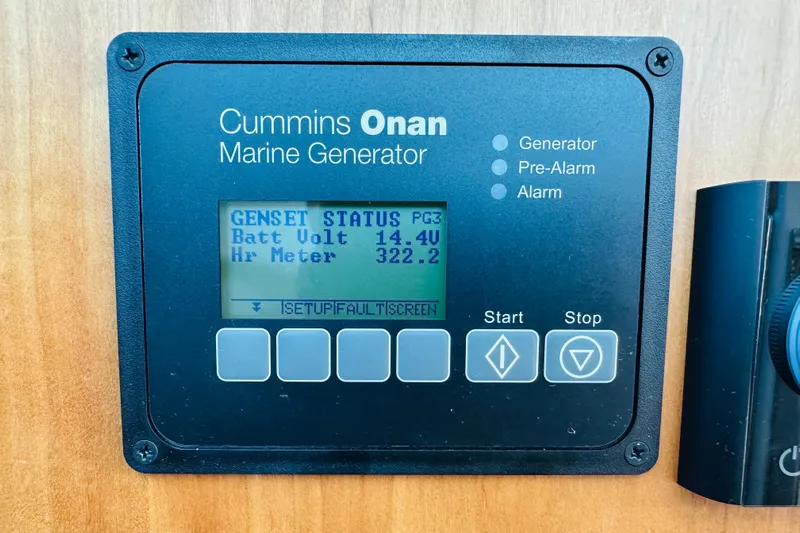 Cummins Onan
Marine Generator
Generator
Pre-Alarm
Alarm
GENSET STATUS PG3
Batt Volt 14.4V
Hr Meter 322.2
SETUP|FAULT|SCREEN
Start Stop